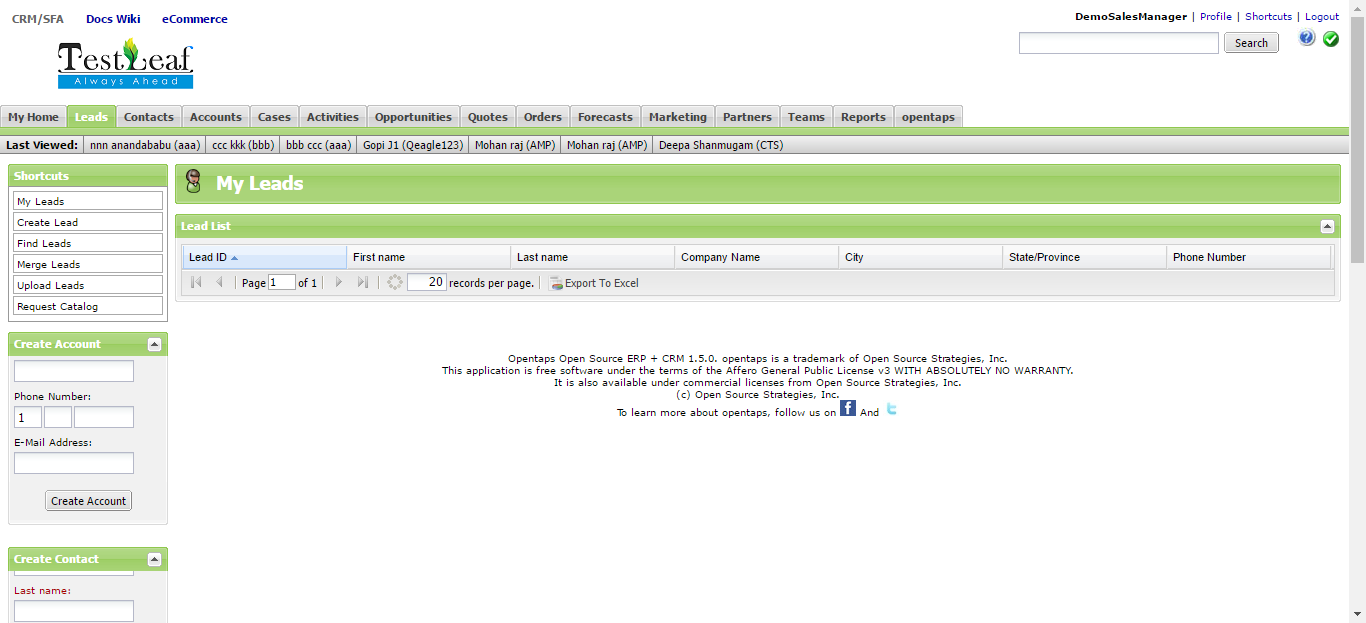 CRM/SFA Docs Wiki eCommerce
DemoSalesManager | Profile | Shortcuts | Logout
Search
TestLeaf
Always Ahead
My Home Leads Contacts Accounts Cases Activities Opportunities Quotes Orders Forecasts Marketing Partners Teams Reports opentaps
Last Viewed: nnn anandababu (aaa) ccc kkk (bbb) bbb ccc (aaa) Gopi J1 (Qeagle123) Mohan raj (AMP) Mohan raj (AMP) Deepa Shanmugam (CTS)
Shortcuts
My Leads
Create Lead
Find Leads
Merge Leads
Upload Leads
Request Catalog
Create Account
Phone Number:
1
E-Mail Address:
Create Account
Create Contact
Last name:
My Leads
Lead List
Lead ID First name Last name Company Name City State/Province Phone Number
Page 1 of 1 20 records per page. Export To Excel
Opentaps Open Source ERP + CRM 1.5.0. opentaps is a trademark of Open Source Strategies, Inc.
This application is free software under the terms of the Affero General Public License v3 WITH ABSOLUTELY NO WARRANTY.
It is also available under commercial licenses from Open Source Strategies, Inc.
(c) Open Source Strategies, Inc.
To learn more about opentaps, follow us on f And t